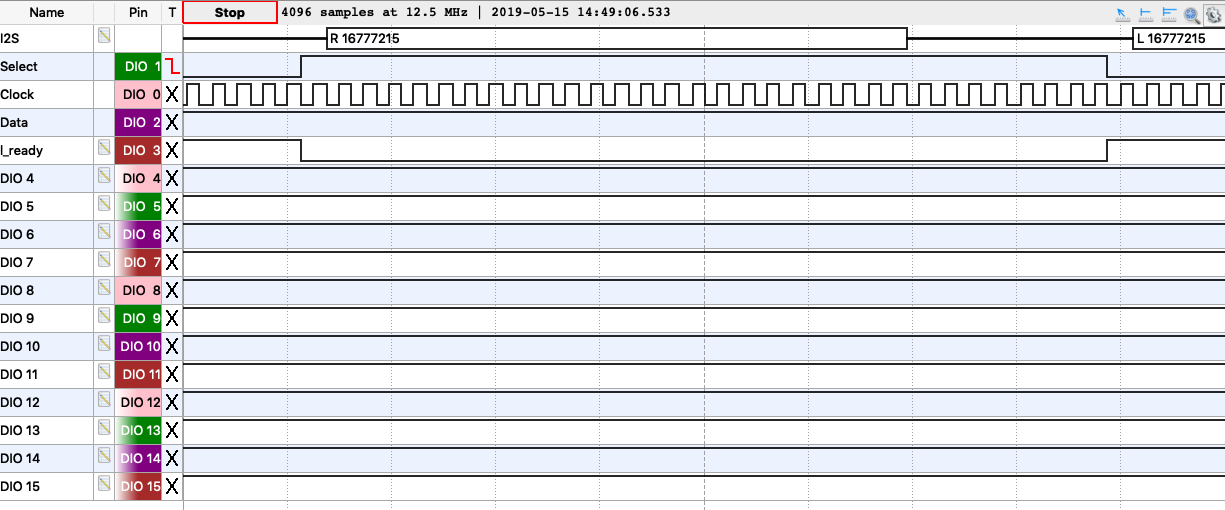 Name Pin T Stop 4096 samples at 12.5 MHz | 2019-05-15 14:49:06.533
I2S R 16777215 L 16777215
Select DIO 1
Clock DIO 0 X
Data DIO 2 X
l_ready DIO 3 X
DIO 4 DIO 4 X
DIO 5 DIO 5 X
DIO 6 DIO 6 X
DIO 7 DIO 7 X
DIO 8 DIO 8 X
DIO 9 DIO 9 X
DIO 10 DIO 10 X
DIO 11 DIO 11 X
DIO 12 DIO 12 X
DIO 13 DIO 13 X
DIO 14 DIO 14 X
DIO 15 DIO 15 X